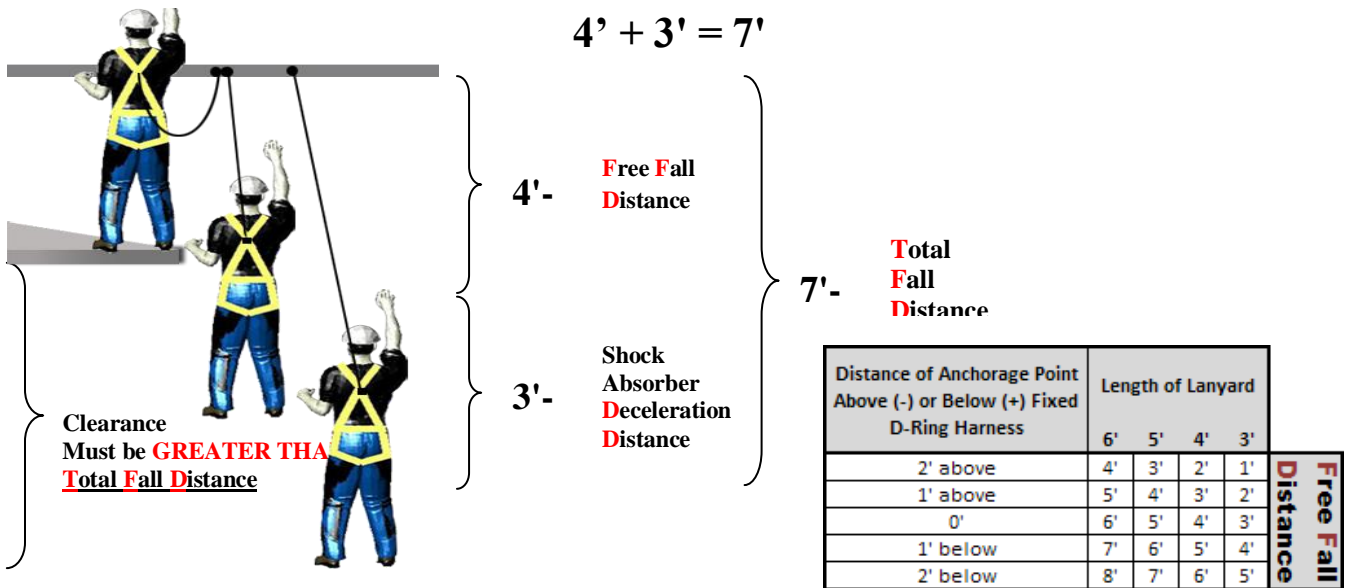 4’ + 3' = 7'
4'-
Free Fall
Distance
7'-
Total
Fall
Distance
3'-
Shock
Absorber
Deceleration
Distance
Clearance
Must be GREATER THA
Total Fall Distance
Distance of Anchorage Point
Above (-) or Below (+) Fixed
D-Ring Harness
Length of Lanyard
6' 5' 4' 3'
2' above 4' 3' 2' 1'
1' above 5' 4' 3' 2'
0' 6' 5' 4' 3'
1' below 7' 6' 5' 4'
2' below 8' 7' 6' 5'
Free Fall
Distance